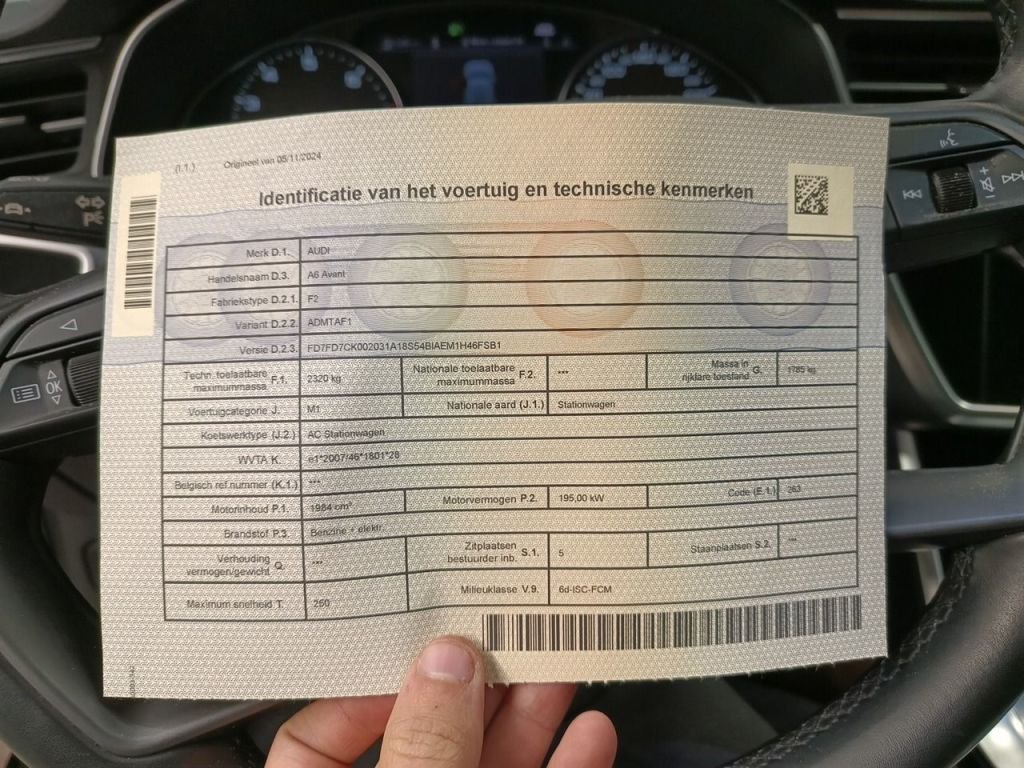 (I.1.) Origineel van 05/11/2024
Identificatie van het voertuig en technische kenmerken
Merk D.1. AUDI
Handelsnaam D.3. A6 Avant
Fabriekstype D.2.1. F2
Variant D.2.2. ADMTAF1
Versie D.2.3. FD7FD7CK002031A18S54BIAEM1H46FSB1
Techn. toelaatbare maximummassa F.1. 2320 kg Nationale toelaatbare maximummassa F.2. *** Massa in rijklare toestand G. 1785 kg
Voertuigcategorie J. M1 Nationale aard (J.1.) Stationwagen
Koetswerktype (J.2.) AC Stationwagen
WVTA K. e1*2007/46*1801*28
Belgisch ref.nummer (K.1.) ***
Motorinhoud P.1. 1984 cm³ Motorvermogen P.2. 195,00 kW Code (E.1.) 263
Brandstof P.3. Benzine + elektr.
Verhouding vermogen/gewicht Q. *** Zitplaatsen bestuurder inb. S.1. 5 Staanplaatsen S.2. ***
Maximum snelheid T. 250 Milieuklasse V.9. 6d-ISC-FCM
OK